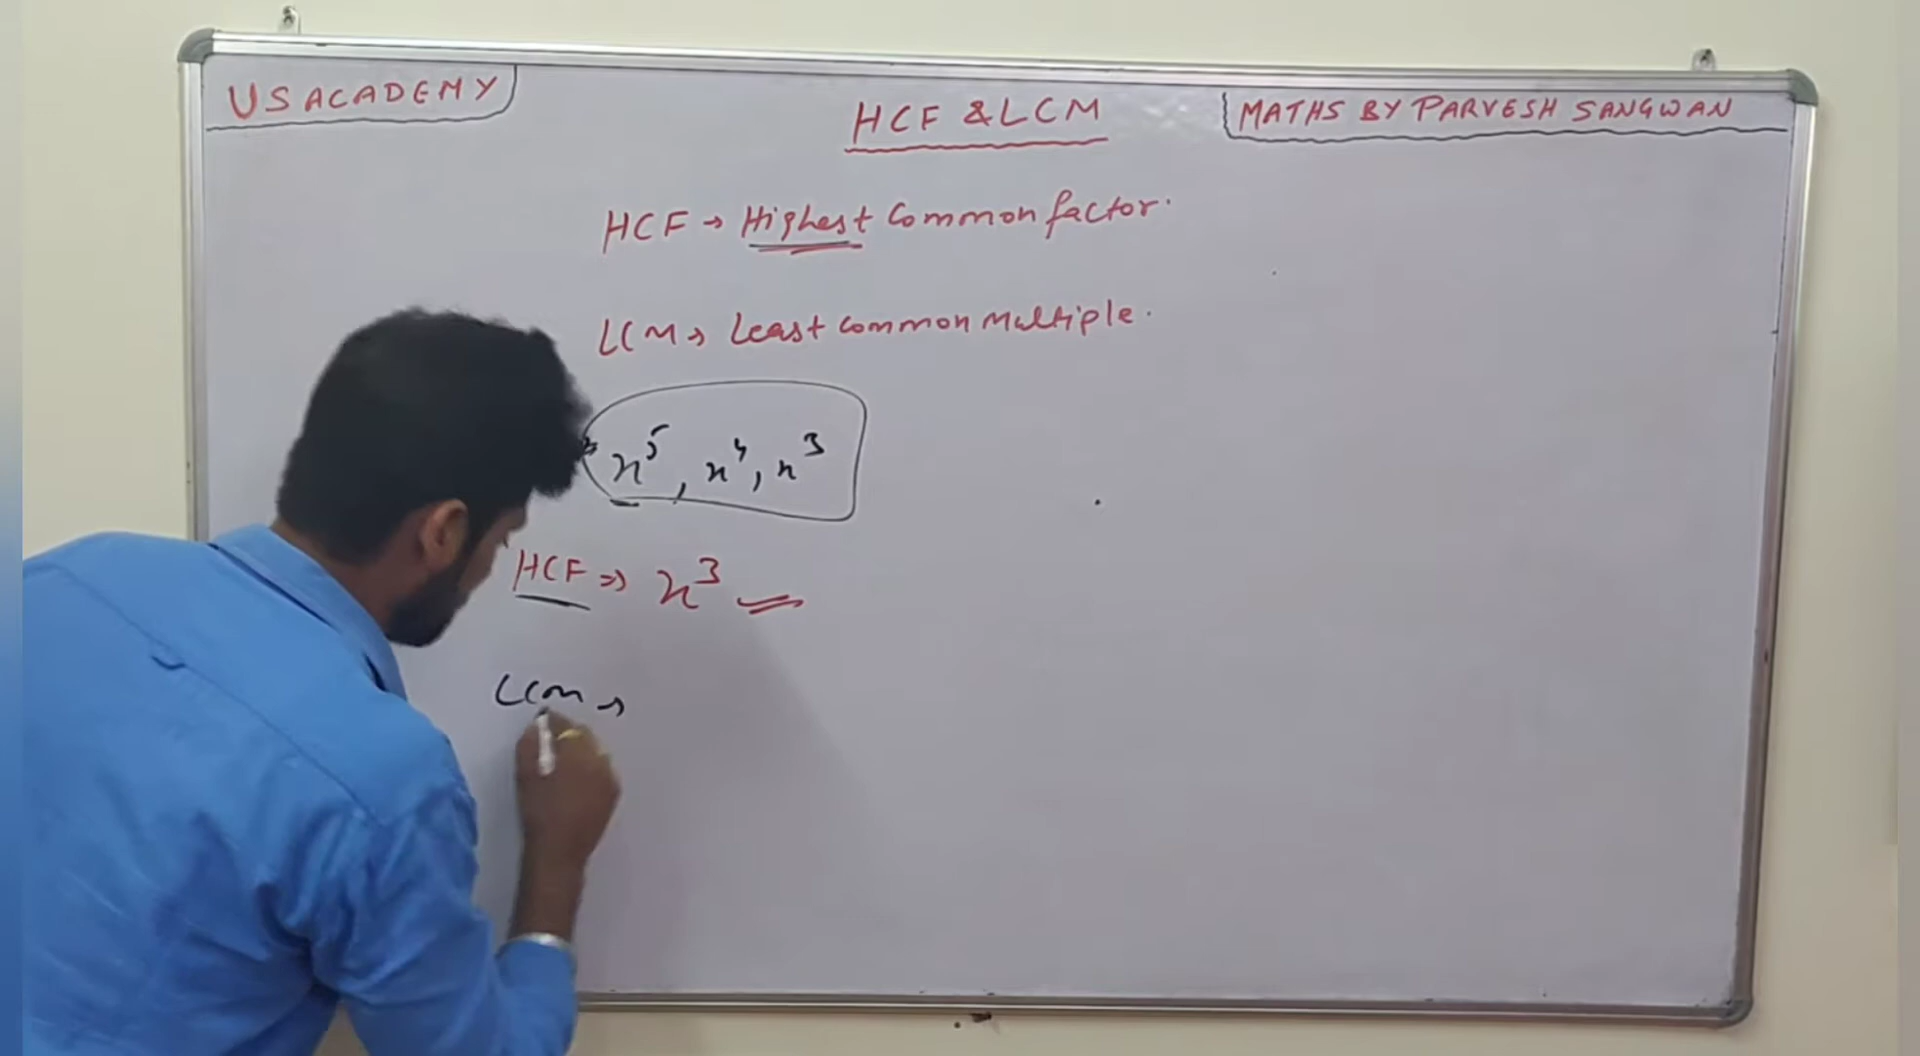 US ACADEMY
HCF & LCM
MATHS BY PARVESH SANGWAN
HCF → Highest Common factor.
LCM → Least common multiple.
x⁵, x⁴, x³
HCF ⇒ x³
LCM →